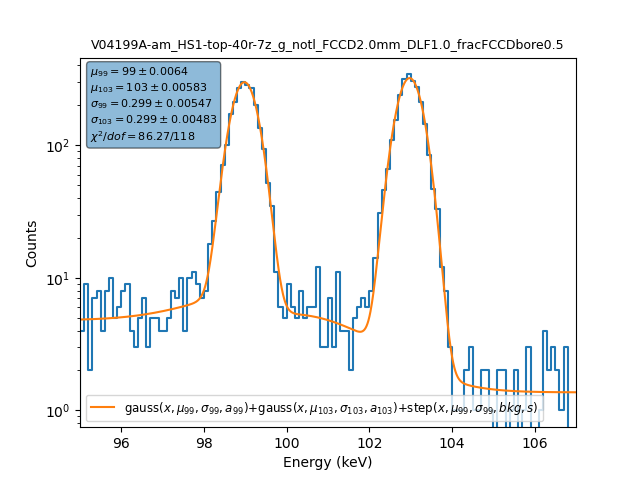 V04199A-am_HS1-top-40r-7z_g_notl_FCCD2.0mm_DLF1.0_fracFCCDbore0.5
μ₉₉ = 99 ± 0.0064
μ₁₀₃ = 103 ± 0.00583
σ₉₉ = 0.299 ± 0.00547
σ₁₀₃ = 0.299 ± 0.00483
χ²/dof = 86.27/118
Counts
10²
10¹
10⁰
gauss(x, μ₉₉, σ₉₉, a₉₉)+gauss(x, μ₁₀₃, σ₁₀₃, a₁₀₃)+step(x, μ₉₉, σ₉₉, bkg, s)
96 98 100 102 104 106
Energy (keV)